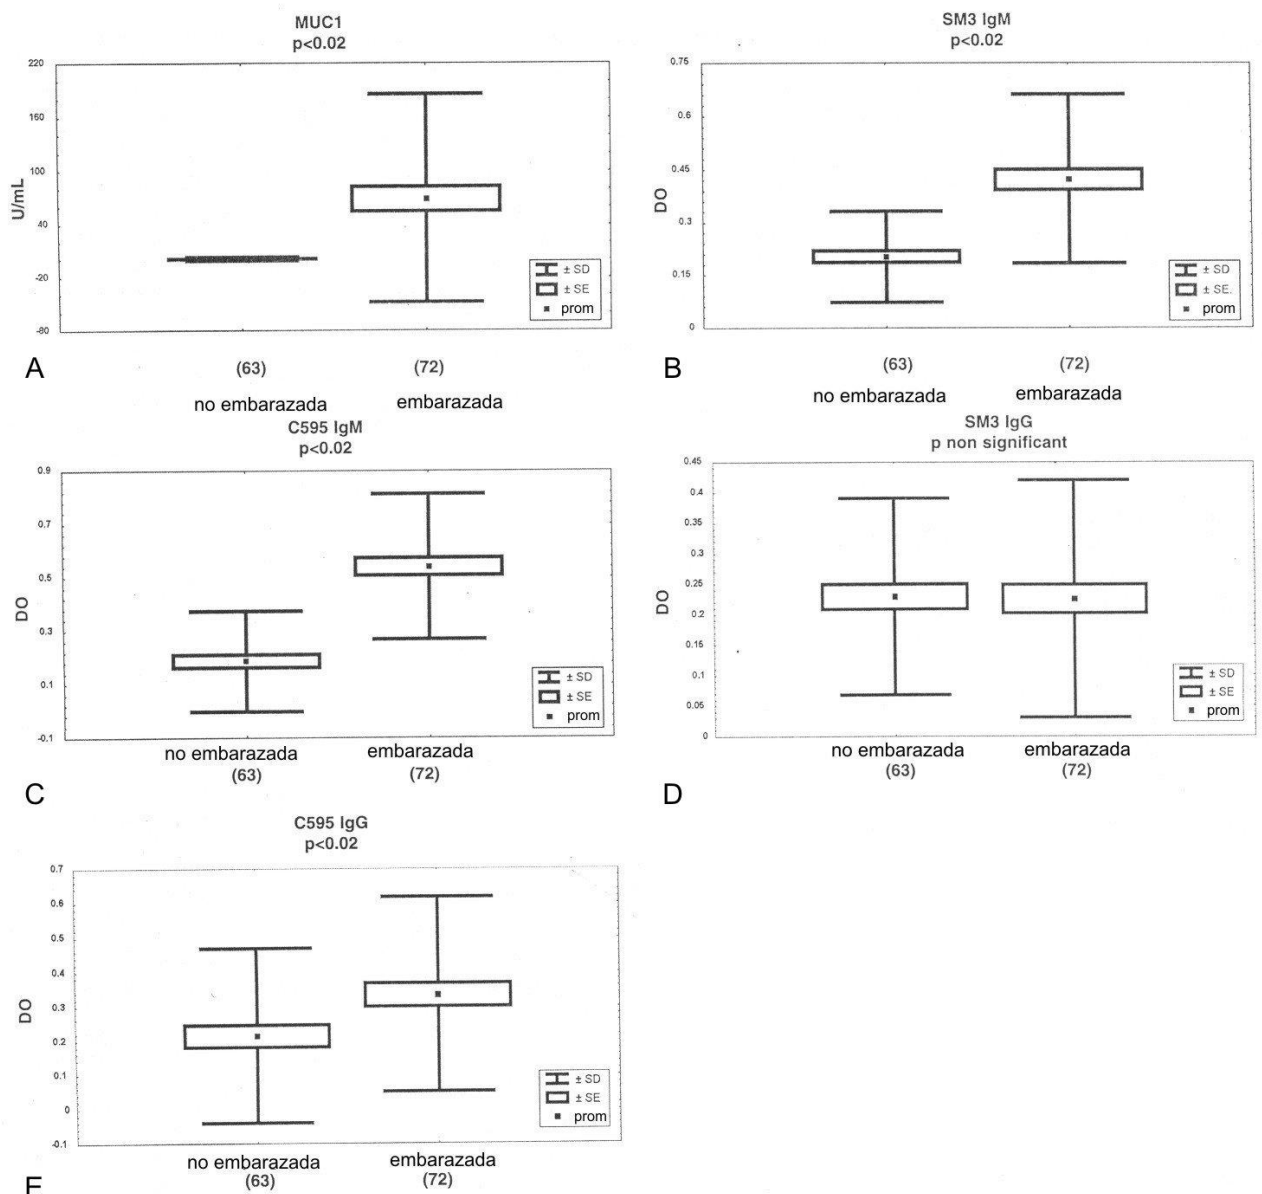 MUC1
p<0.02
220
160
100
40
-20
-80
U/mL
± SD
± SE
prom
A
(63)
(72)
no embarazada
embarazada
SM3 IgM
p<0.02
0.75
0.6
0.45
0.3
0.15
0
DO
± SD
± SE.
prom
B
(63)
(72)
no embarazada
embarazada
C595 IgM
p<0.02
0.9
0.7
0.5
0.3
0.1
-0.1
DO
± SD
± SE
prom
no embarazada
embarazada
(63)
(72)
C
SM3 IgG
p non significant
0.45
0.4
0.35
0.3
0.25
0.2
0.15
0.1
0.05
0
DO
± SD
± SE
prom
no embarazada
embarazada
(63)
(72)
D
C595 IgG
p<0.02
0.7
0.6
0.5
0.4
0.3
0.2
0.1
0
-0.1
DO
± SD
± SE
prom
no embarazada
embarazada
(63)
(72)